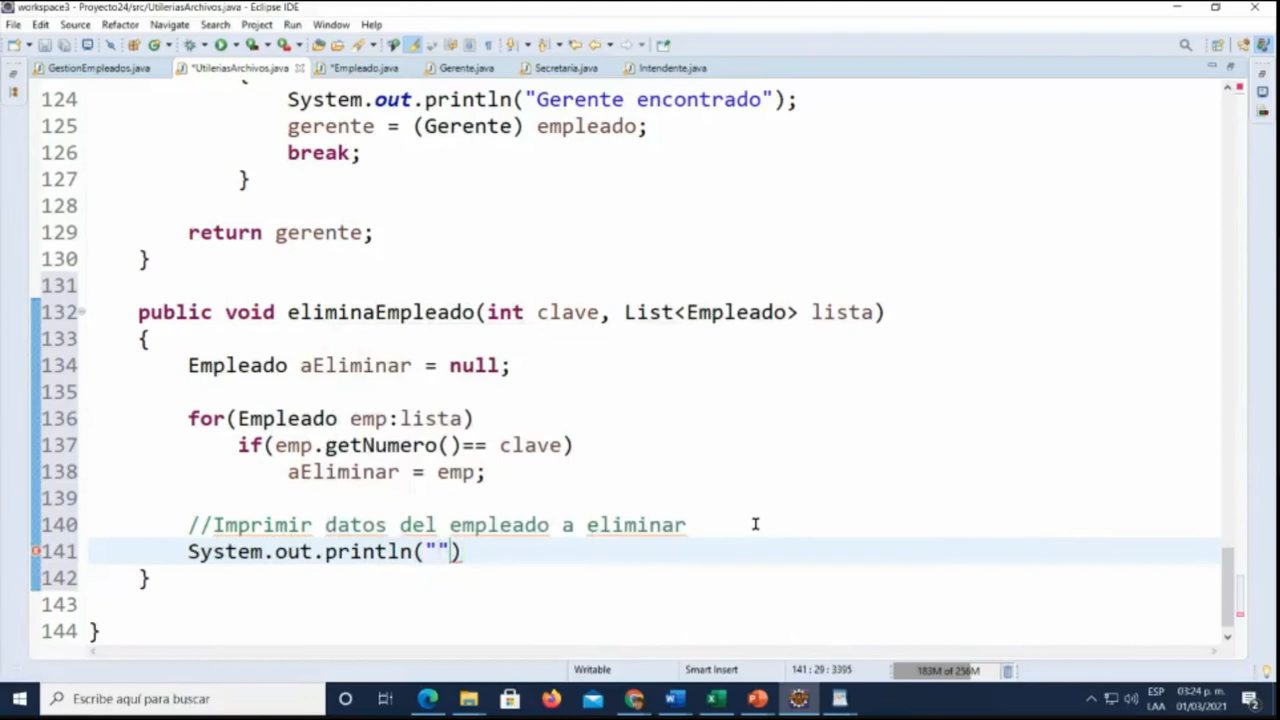 workspace3 - Proyecto24/src/UtileriasArchivos.java - Eclipse IDE
File Edit Source Refactor Navigate Search Project Run Window Help
GestionEmpleados.java *UtileriasArchivos.java *Empleado.java Gerente.java Secretaria.java Intendente.java
{
124 System.out.println("Gerente encontrado");
125 gerente = (Gerente) empleado;
126 break;
127 }
128
129 return gerente;
130 }
131
132 public void eliminaEmpleado(int clave, List<Empleado> lista)
133 {
134 Empleado aEliminar = null;
135
136 for(Empleado emp:lista)
137 if(emp.getNumero()== clave)
138 aEliminar = emp;
139
140 //Imprimir datos del empleado a eliminar
141 System.out.println("")
142 }
143
144 }
Writable Smart Insert 141 : 29 : 3395 183M of 256M
Escribe aquí para buscar
ESP
LAA
03:24 p. m.
01/03/2021
2